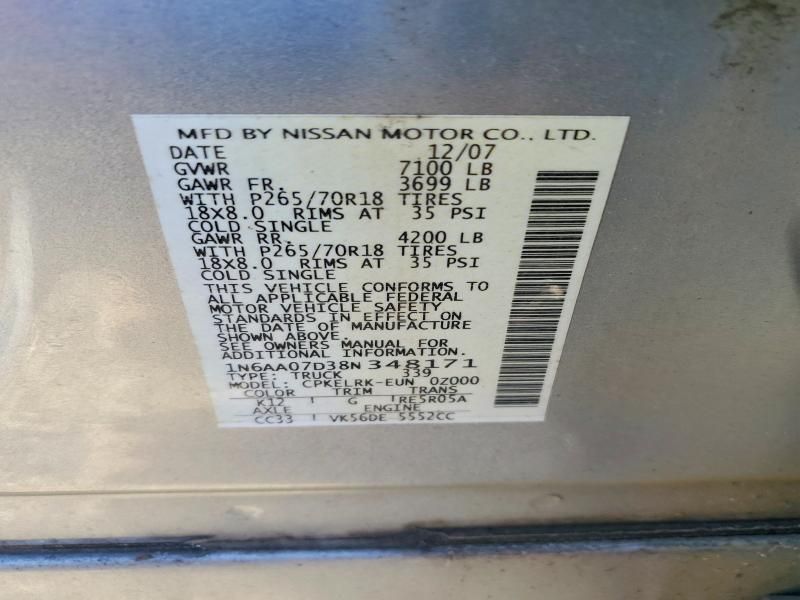 MFD BY NISSAN MOTOR CO., LTD.
DATE 12/07
GVWR 7100 LB
GAWR FR. 3699 LB
WITH P265/70R18 TIRES
18X8.0 RIMS AT 35 PSI
COLD SINGLE
GAWR RR. 4200 LB
WITH P265/70R18 TIRES
18X8.0 RIMS AT 35 PSI
COLD SINGLE
THIS VEHICLE CONFORMS TO
ALL APPLICABLE FEDERAL
MOTOR VEHICLE SAFETY
STANDARDS IN EFFECT ON
THE DATE OF MANUFACTURE
SHOWN ABOVE.
SEE OWNERS MANUAL FOR
ADDITIONAL INFORMATION.
1N6AA07D38N348171
TYPE: TRUCK 339
MODEL: CPKELRK-EUN 0Z000
COLOR TRIM TRANS
K12 G RE5R05A
AXLE ENGINE
CC33 VK56DE 5552CC